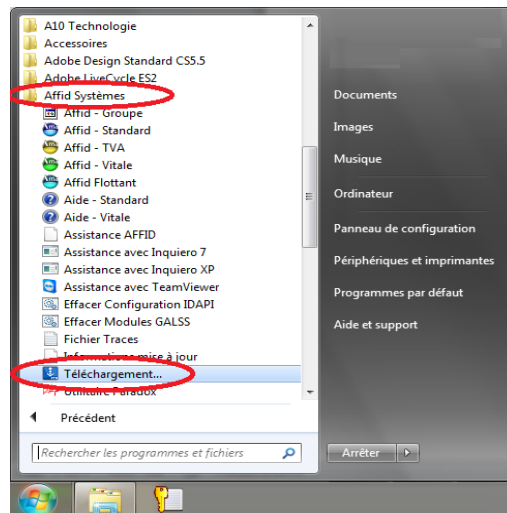 A10 Technologie
Accessoires
Adobe Design Standard CS5.5
Adobe LiveCycle ES2
Affid Systèmes
Affid - Groupe
Affid - Standard
Affid - TVA
Affid - Vitale
Affid Flottant
Aide - Standard
Aide - Vitale
Assistance AFFID
Assistance avec Inquiero 7
Assistance avec Inquiero XP
Assistance avec TeamViewer
Effacer Configuration IDAPI
Effacer Modules GALSS
Fichier Traces
Informations mise à jour
Téléchargement...
Utilitaire Paradox
Précédent
Rechercher les programmes et fichiers
Documents
Images
Musique
Ordinateur
Panneau de configuration
Périphériques et imprimantes
Programmes par défaut
Aide et support
Arrêter